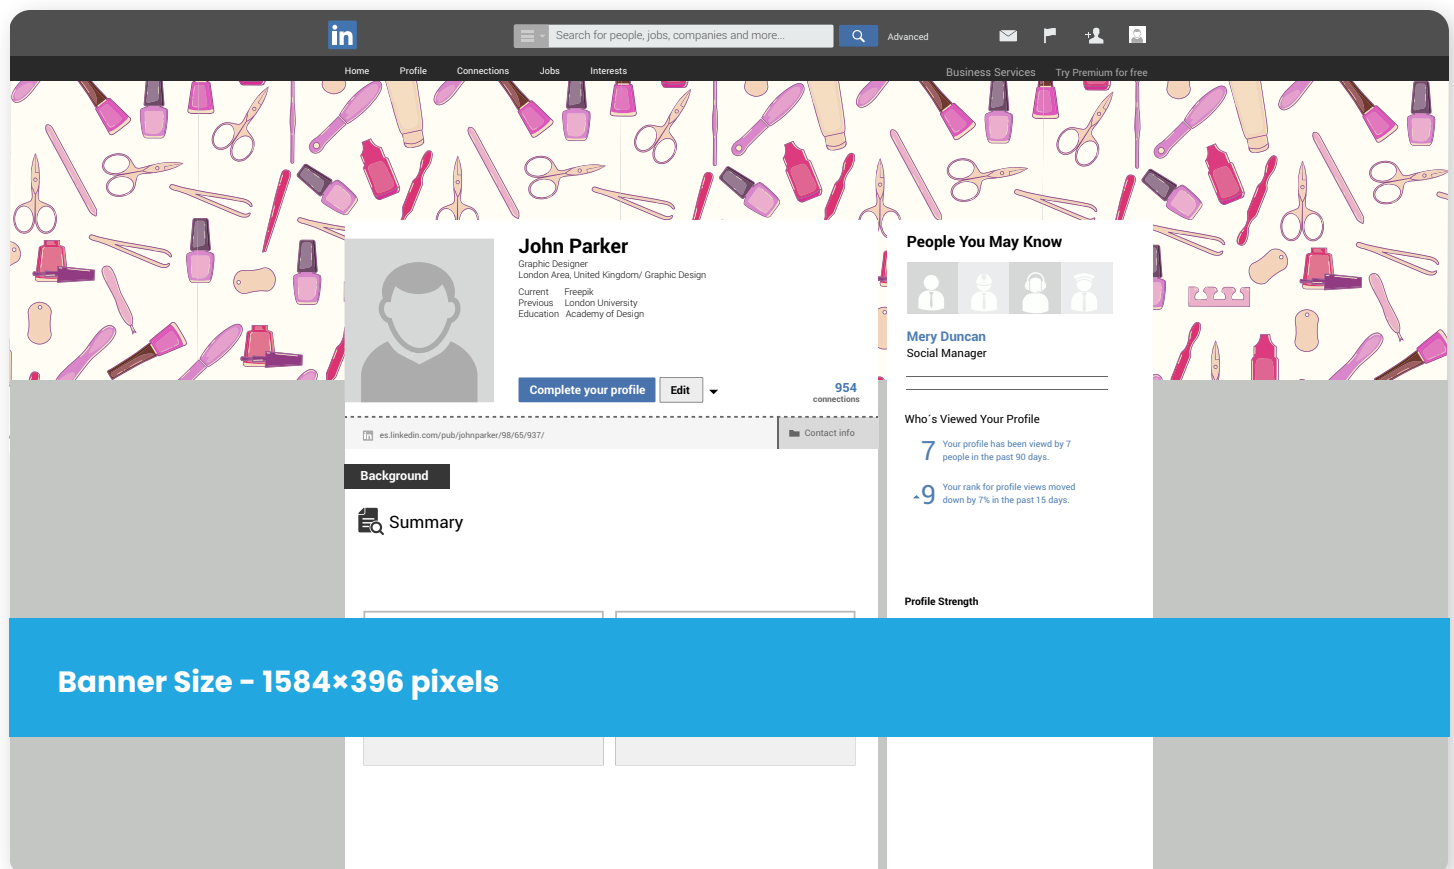 in
Search for people, jobs, companies and more...
Advanced
Home Profile Connections Jobs Interests
Business Services Try Premium for free
John Parker
Graphic Designer
London Area, United Kingdom/ Graphic Design
Current Freepik
Previous London University
Education Academy of Design
Complete your profile
Edit
954
connections
in es.linkedin.com/pub/johnparker/98/65/937/
Contact info
Background
Summary
People You May Know
Mery Duncan
Social Manager
Who´s Viewed Your Profile
7 Your profile has been viewd by 7
people in the past 90 days.
9 Your rank for profile views moved
down by 7% in the past 15 days.
Profile Strength
Banner Size - 1584×396 pixels